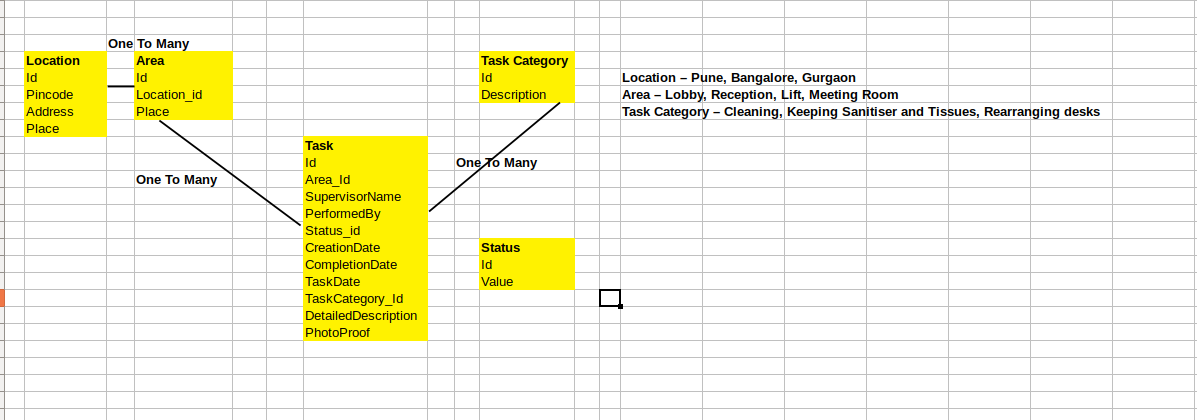 One To Many
Location
Id
Pincode
Address
Place
Area
Id
Location_id
Place
One To Many
Task
Id
Area_Id
SupervisorName
PerformedBy
Status_id
CreationDate
CompletionDate
TaskDate
TaskCategory_Id
DetailedDescription
PhotoProof
Task Category
Id
Description
One To Many
Status
Id
Value
Location – Pune, Bangalore, Gurgaon
Area – Lobby, Reception, Lift, Meeting Room
Task Category – Cleaning, Keeping Sanitiser and Tissues, Rearranging desks